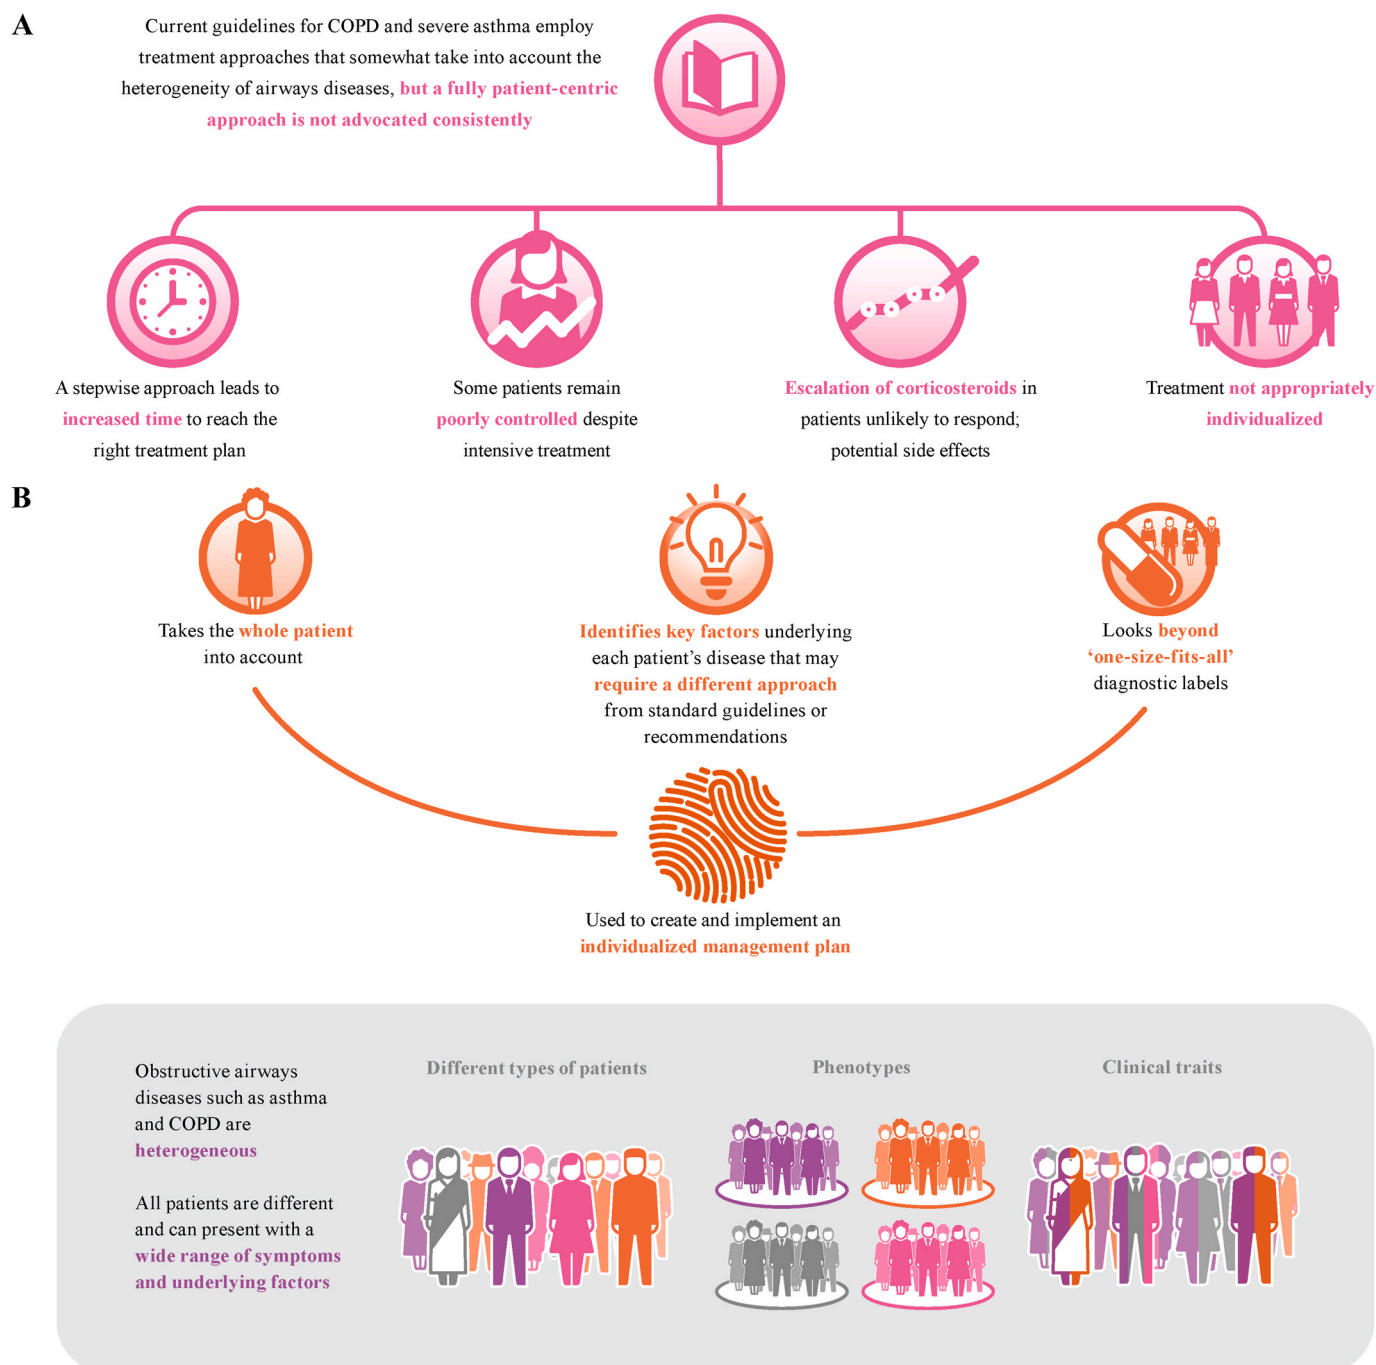 A
Current guidelines for COPD and severe asthma employ
treatment approaches that somewhat take into account the
heterogeneity of airways diseases, but a fully patient-centric
approach is not advocated consistently
A stepwise approach leads to
increased time to reach the
right treatment plan
Some patients remain
poorly controlled despite
intensive treatment
Escalation of corticosteroids in
patients unlikely to respond;
potential side effects
Treatment not appropriately
individualized
B
Takes the whole patient
into account
Identifies key factors underlying
each patient’s disease that may
require a different approach
from standard guidelines or
recommendations
Looks beyond
‘one-size-fits-all’
diagnostic labels
Used to create and implement an
individualized management plan
Obstructive airways
diseases such as asthma
and COPD are
heterogeneous
All patients are different
and can present with a
wide range of symptoms
and underlying factors
Different types of patients
Phenotypes
Clinical traits